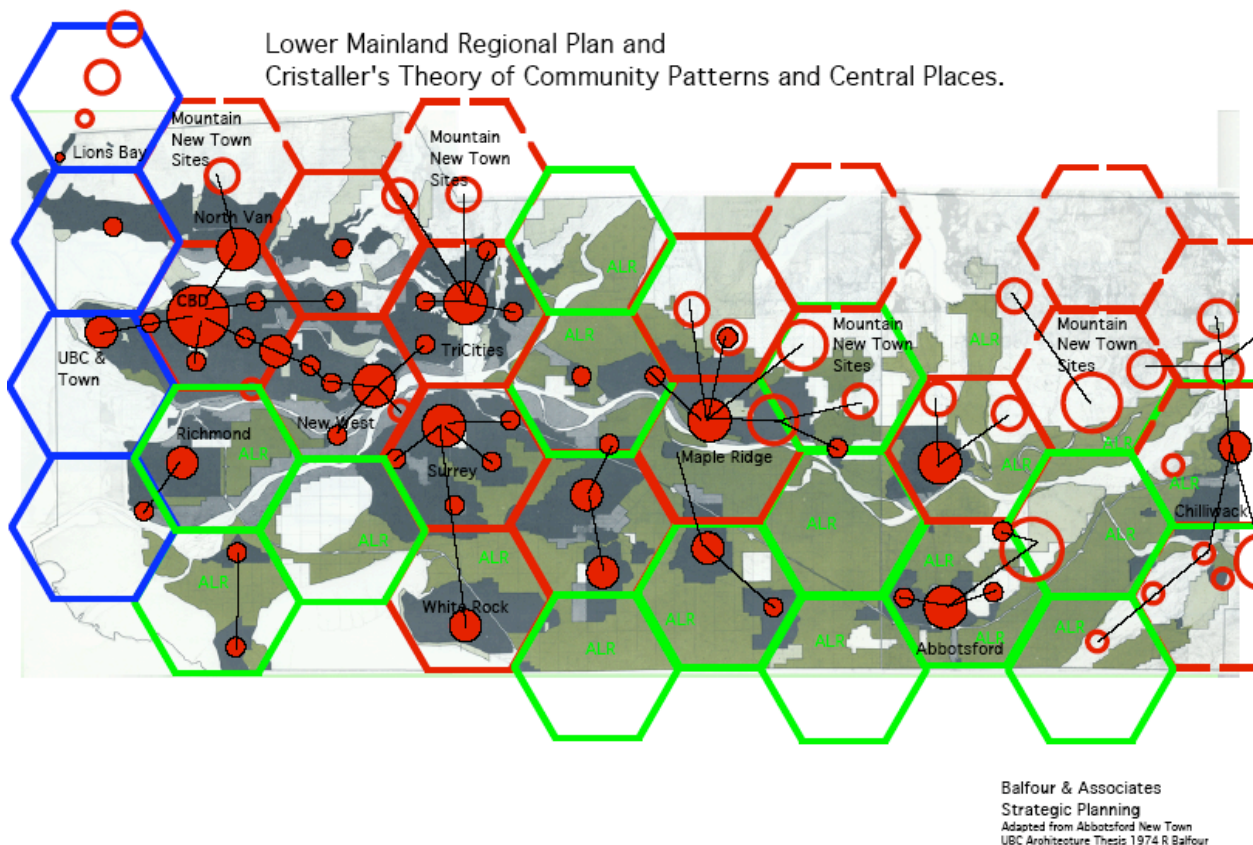 Lower Mainland Regional Plan and
Cristaller's Theory of Community Patterns and Central Places.
Mountain
New Town
Sites
Mountain
New Town
Sites
Lions Bay
North Van
ALR
CBD
ALR
ALR
Mountain
New Town
Sites
Mountain
New Town
Sites
UBC &
Town
TriCities
New West
Richmond
ALR
ALR
Surrey
Maple Ridge
ALR
ALR
Chilliwack
ALR
ALR
ALR
ALR
ALR
White Rock
ALR
ALR
ALR
ALR
ALR
Abbotsford
Balfour & Associates
Strategic Planning
Adapted from Abbotsford New Town
UBC Architecture Thesis 1974 R Balfour